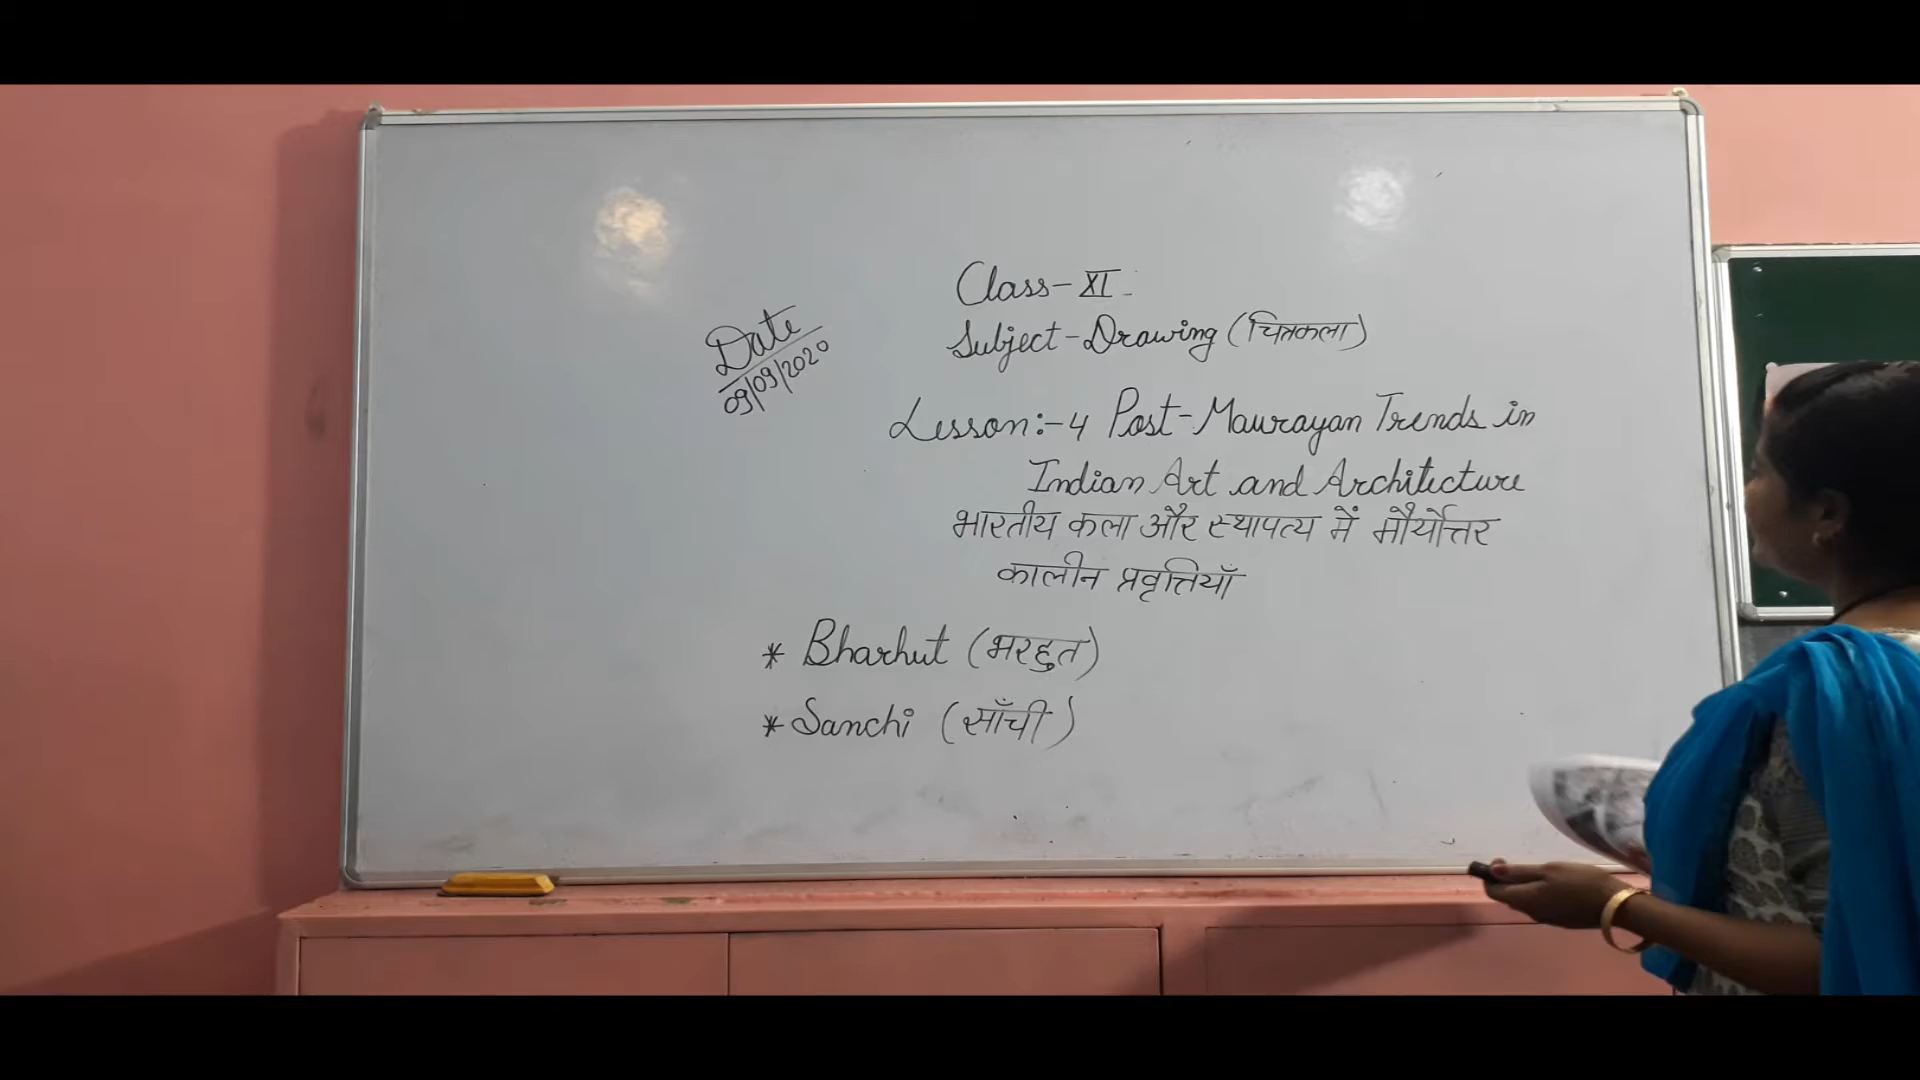 Class-XI
Subject-Drawing (चित्रकला)
Date
09/09/2020
Lesson:-4 Post-Maurayan Trends in
Indian Art and Architecture
भारतीय कला और स्थापत्य में मौर्योत्तर
कालीन प्रवृत्तियाँ
* Bharhut (भरहुत)
* Sanchi (साँची)